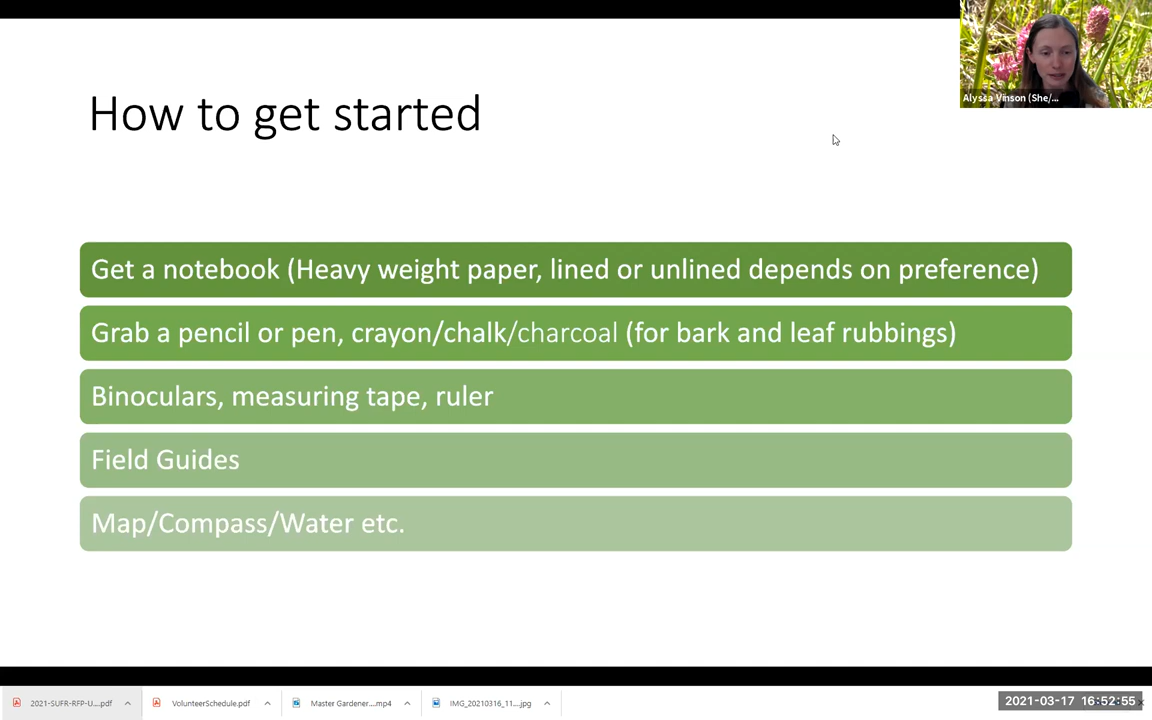 Alyssa Vinson (She/...
How to get started
Get a notebook (Heavy weight paper, lined or unlined depends on preference)
Grab a pencil or pen, crayon/chalk/charcoal (for bark and leaf rubbings)
Binoculars, measuring tape, ruler
Field Guides
Map/Compass/Water etc.
2021-SUFR-RFP-U....pdf
VolunteerSchedule.pdf
Master Gardener....mp4
IMG_20210316_11....jpg
2021-03-17 16:52:55